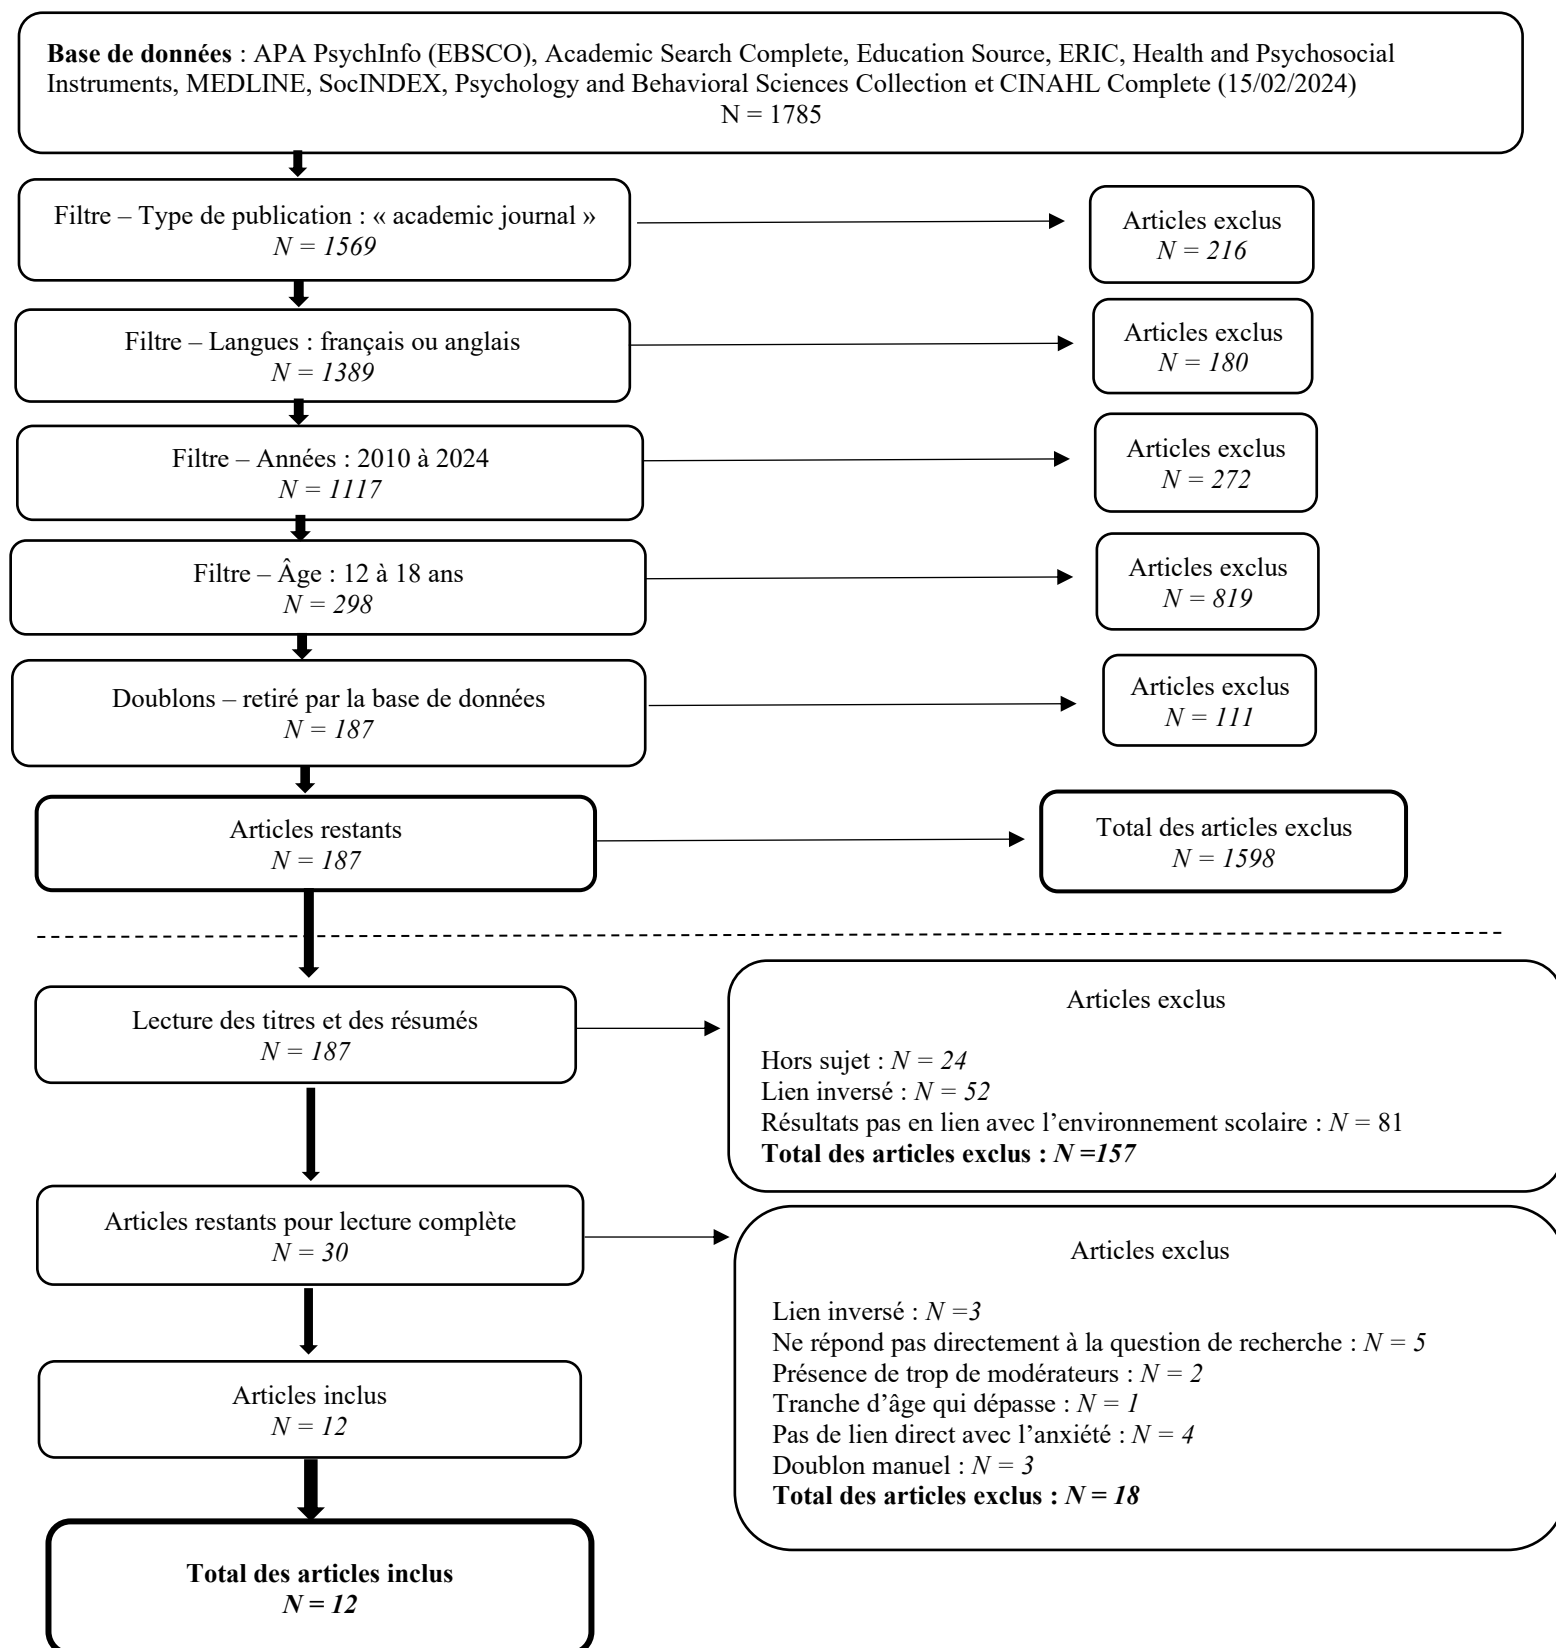 Base de données : APA PsychInfo (EBSCO), Academic Search Complete, Education Source, ERIC, Health and Psychosocial
Instruments, MEDLINE, SocINDEX, Psychology and Behavioral Sciences Collection et CINAHL Complete (15/02/2024)
N = 1785
Filtre – Type de publication : « academic journal »
N = 1569
Articles exclus
N = 216
Filtre – Langues : français ou anglais
N = 1389
Articles exclus
N = 180
Filtre – Années : 2010 à 2024
N = 1117
Articles exclus
N = 272
Filtre – Âge : 12 à 18 ans
N = 298
Articles exclus
N = 819
Doublons – retiré par la base de données
N = 187
Articles exclus
N = 111
Articles restants
N = 187
Total des articles exclus
N = 1598
Lecture des titres et des résumés
N = 187
Articles exclus
Hors sujet : N = 24
Lien inversé : N = 52
Résultats pas en lien avec l’environnement scolaire : N = 81
Total des articles exclus : N =157
Articles restants pour lecture complète
N = 30
Articles exclus
Lien inversé : N =3
Ne répond pas directement à la question de recherche : N = 5
Présence de trop de modérateurs : N = 2
Tranche d’âge qui dépasse : N = 1
Pas de lien direct avec l’anxiété : N = 4
Doublon manuel : N = 3
Total des articles exclus : N = 18
Articles inclus
N = 12
Total des articles inclus
N = 12